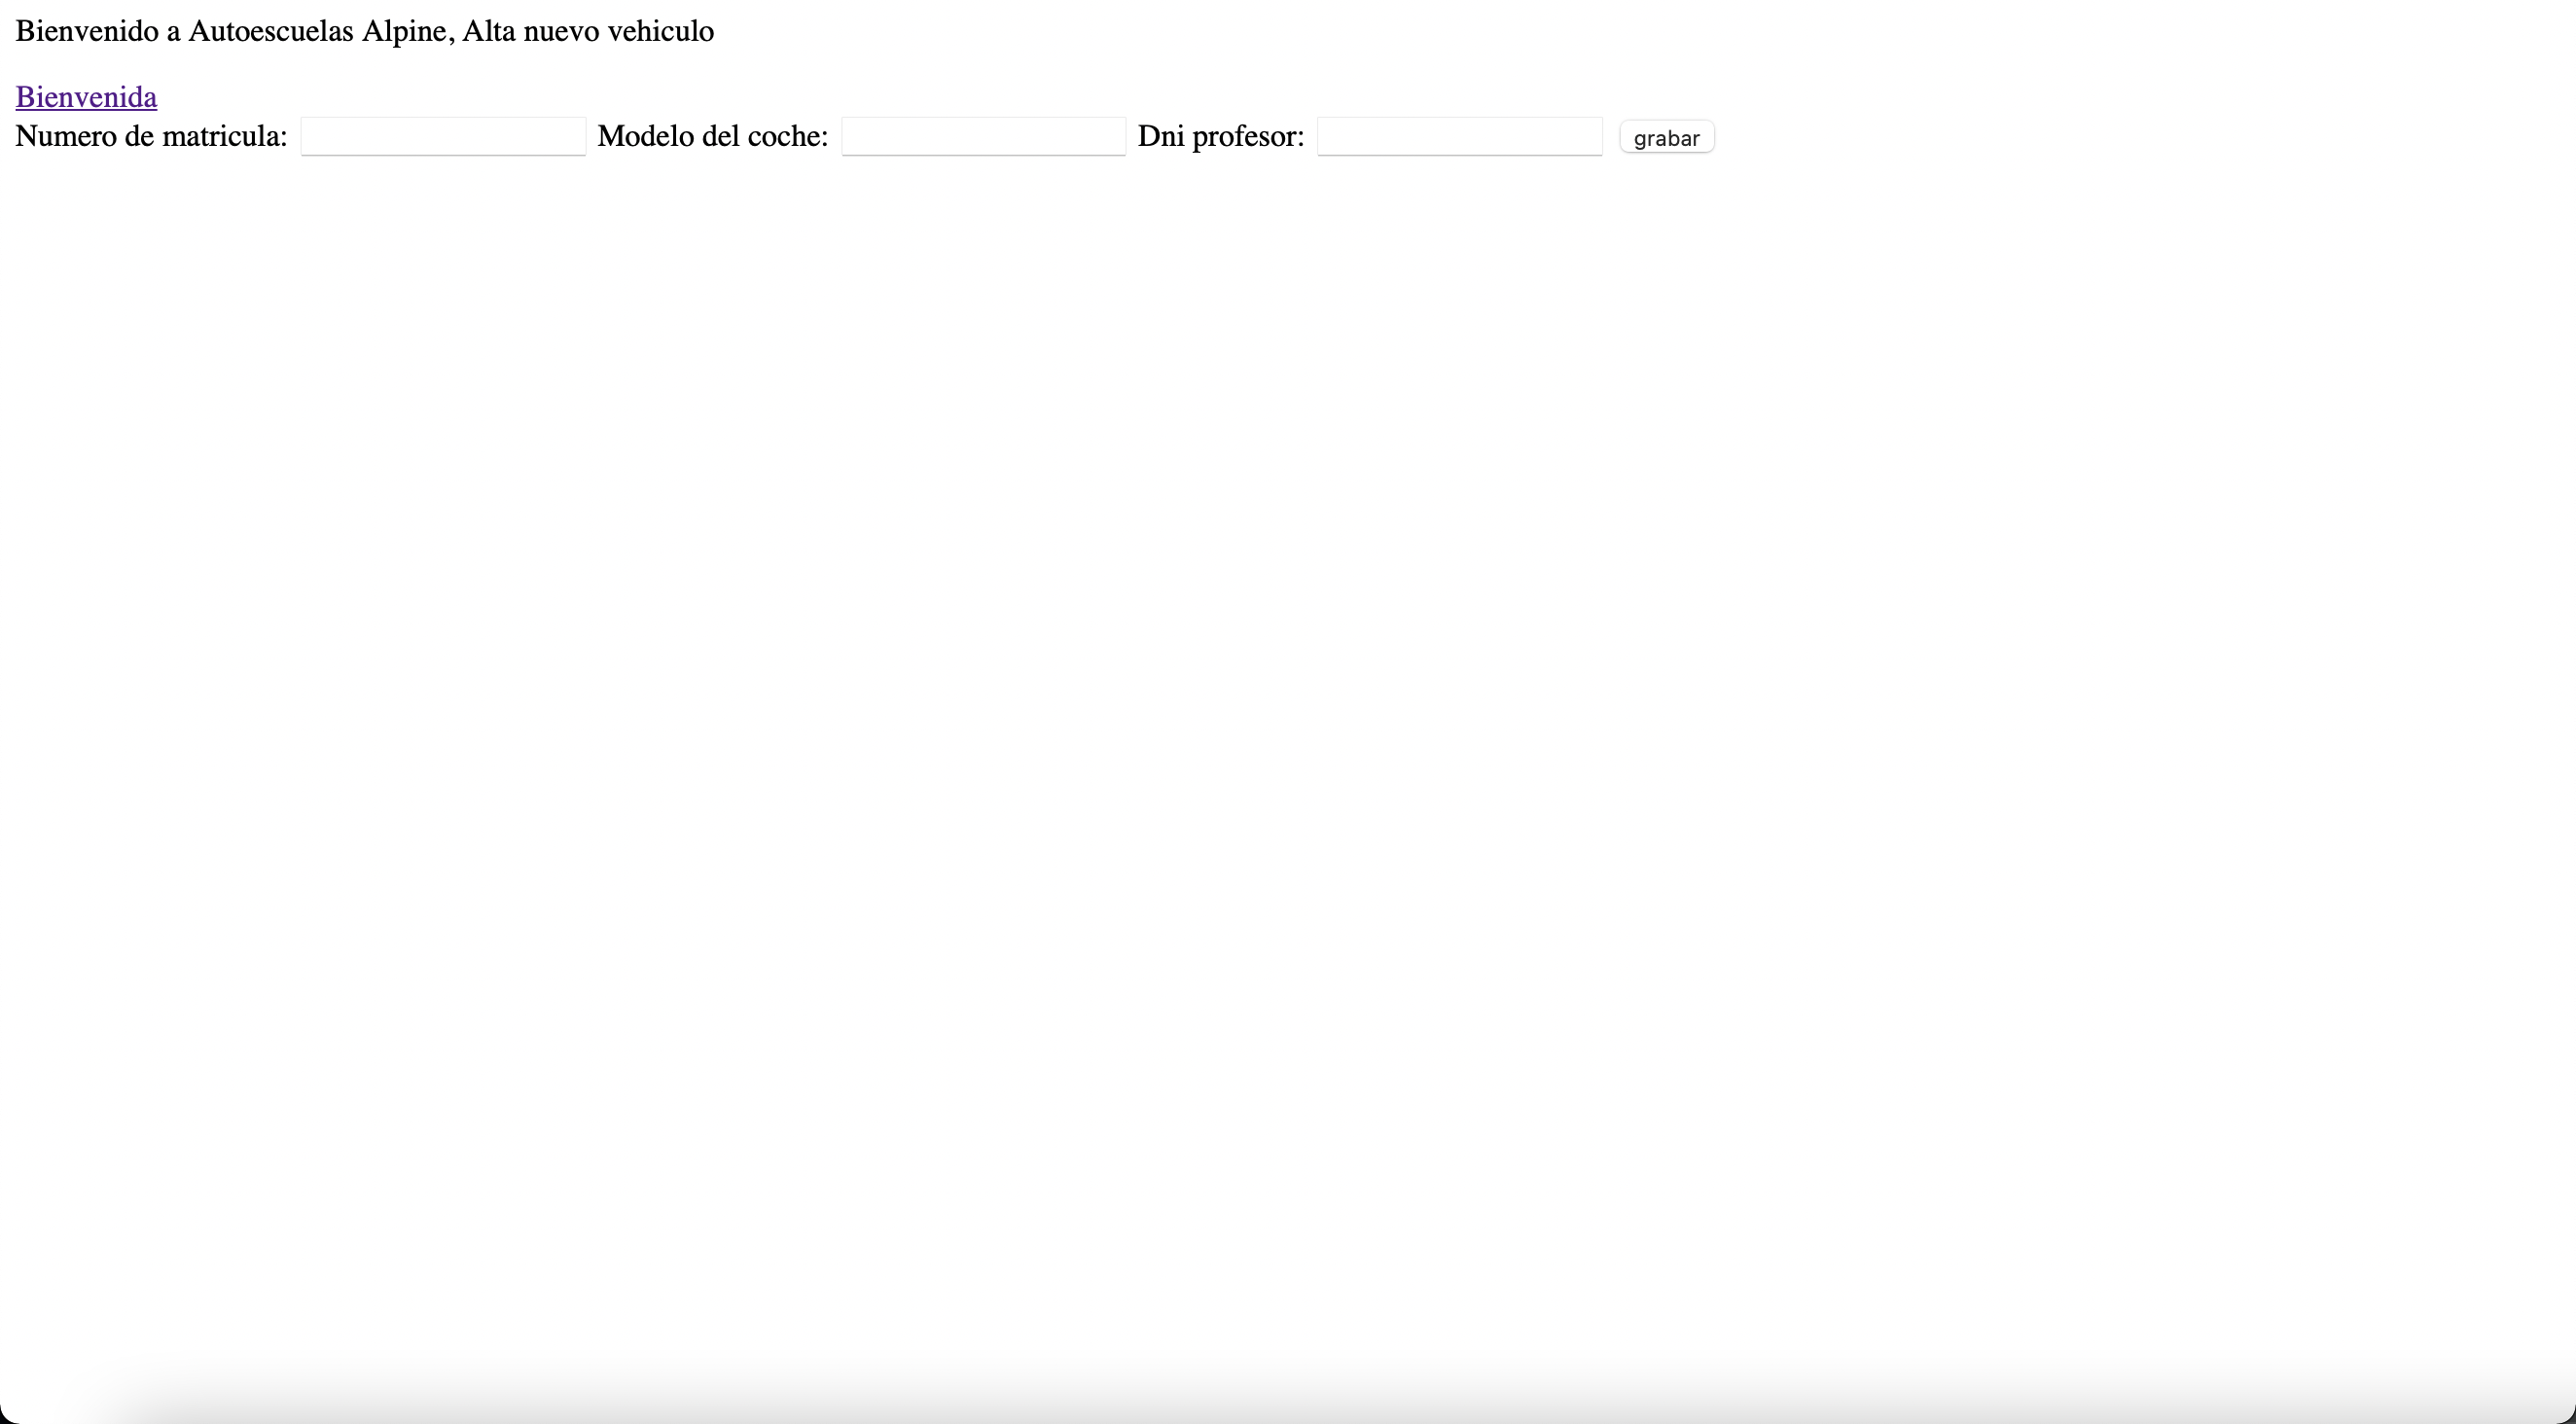 Bienvenido a Autoescuelas Alpine, Alta nuevo vehiculo
Bienvenida
Numero de matricula: Modelo del coche: Dni profesor: grabar